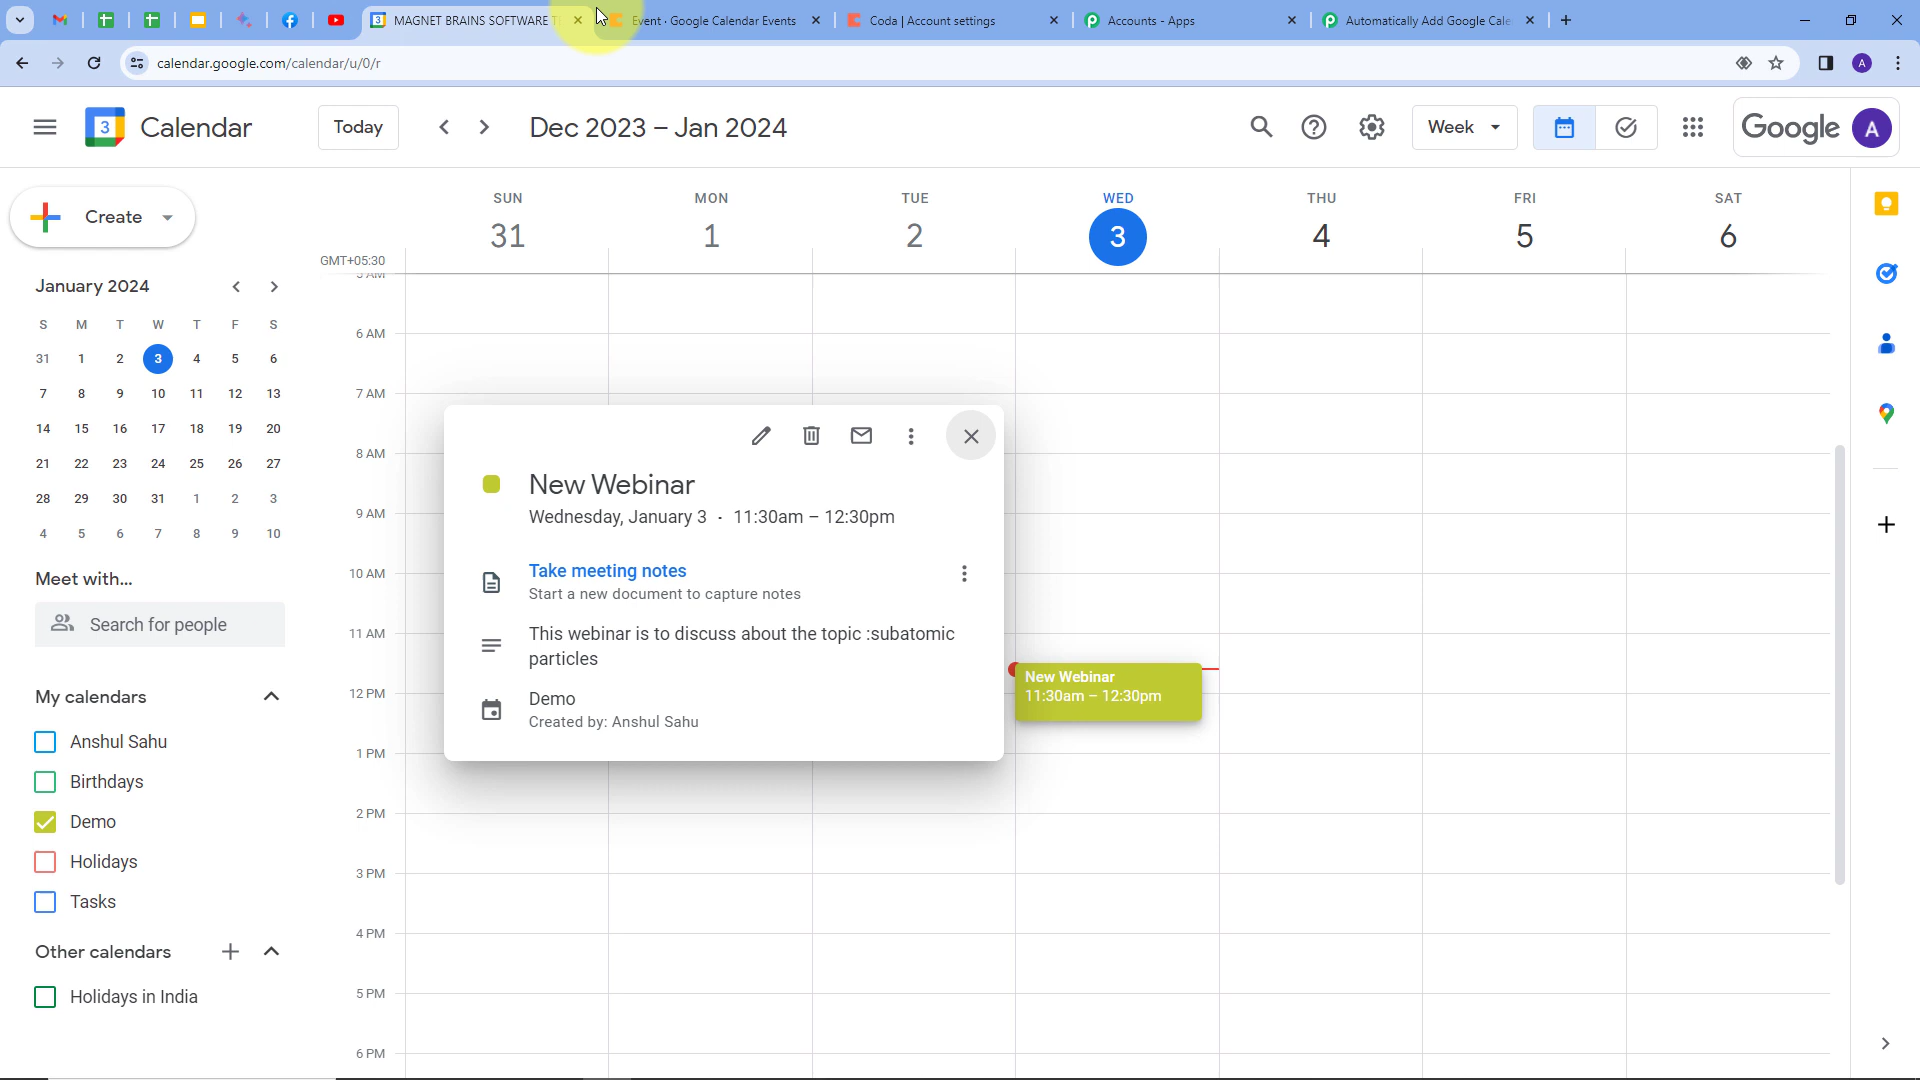 MAGNET BRAINS SOFTWARE T
Event · Google Calendar Events
Coda | Account settings
Accounts - Apps
Automatically Add Google Cale
calendar.google.com/calendar/u/0/r
A
3
Calendar
Today
Dec 2023 – Jan 2024
Week
Google
A
Create
SUN MON TUE WED THU FRI SAT
31 1 2 3 4 5 6
GMT+05:30
January 2024
S M T W T F S
31 1 2 3 4 5 6
7 8 9 10 11 12 13
14 15 16 17 18 19 20
21 22 23 24 25 26 27
28 29 30 31 1 2 3
4 5 6 7 8 9 10
Meet with...
Search for people
My calendars
Anshul Sahu
Birthdays
Demo
Holidays
Tasks
Other calendars
Holidays in India
5 AM
6 AM
7 AM
8 AM
9 AM
10 AM
11 AM
12 PM
1 PM
2 PM
3 PM
4 PM
5 PM
6 PM
New Webinar
Wednesday, January 3 · 11:30am – 12:30pm
Take meeting notes
Start a new document to capture notes
This webinar is to discuss about the topic :subatomic
particles
Demo
Created by: Anshul Sahu
New Webinar
11:30am – 12:30pm